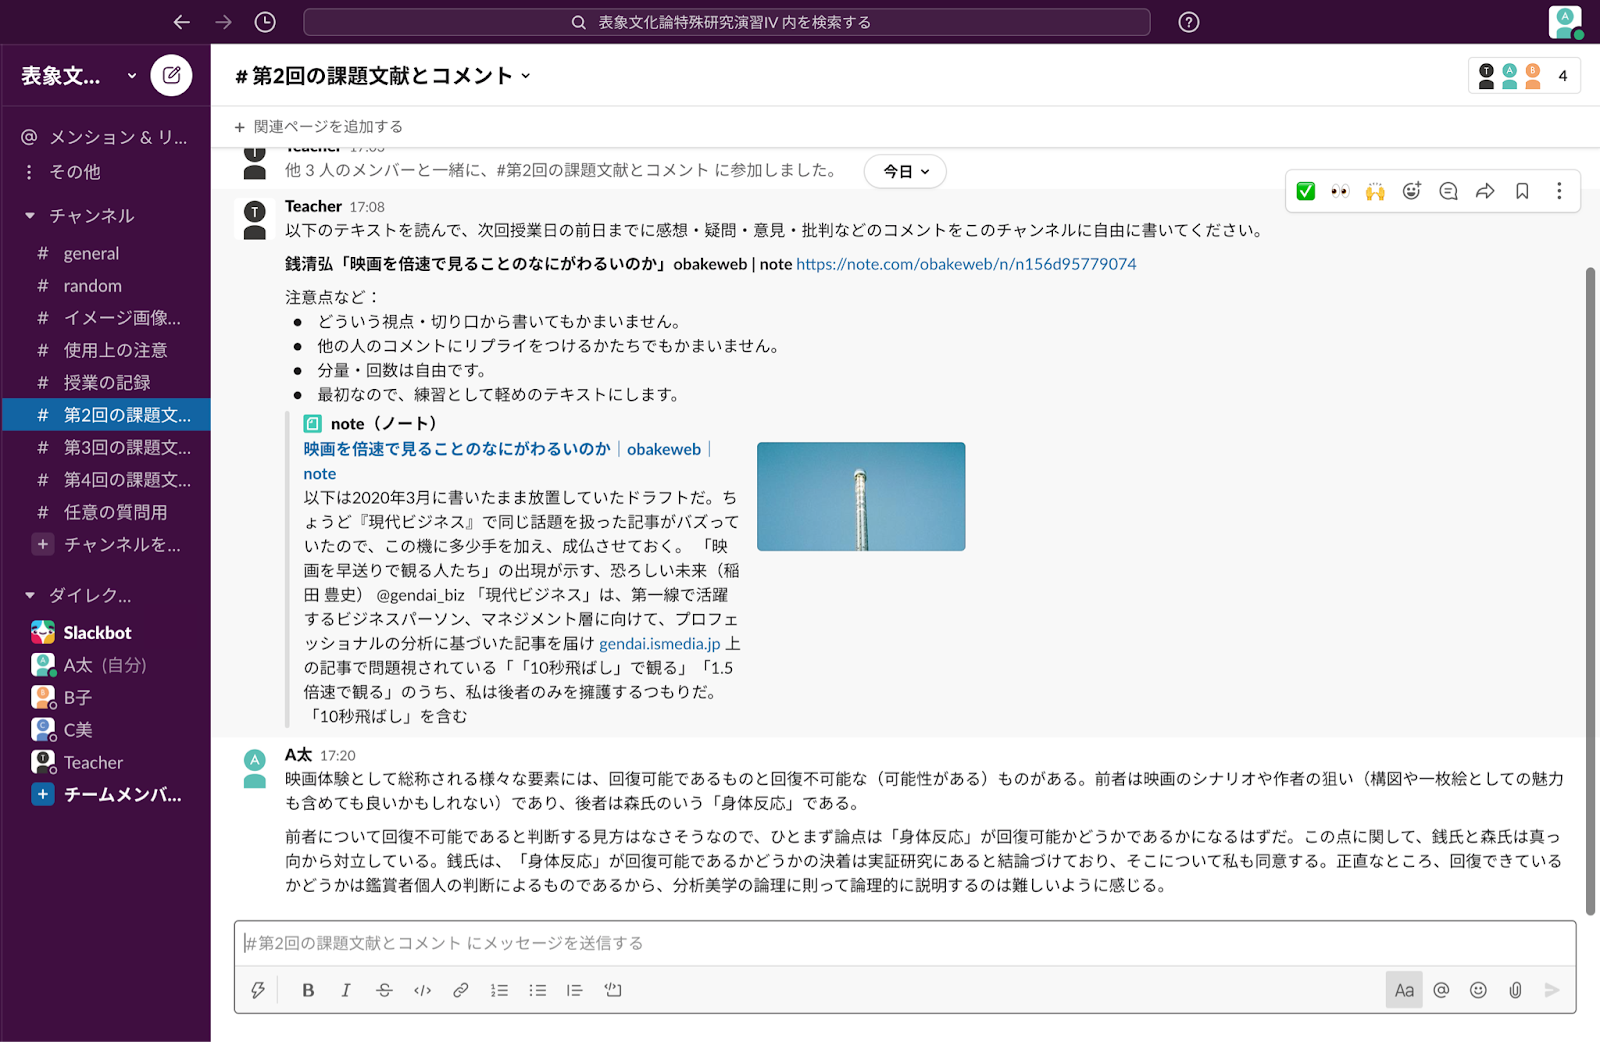 表象文化論特殊研究演習IV 内を検索する
表象文...
メンション & リ...
その他
チャンネル
# general
# random
# イメージ画像...
# 使用上の注意
# 授業の記録
# 第2回の課題文...
# 第3回の課題文...
# 第4回の課題文...
# 任意の質問用
+ チャンネルを...
ダイレク...
Slackbot
A太 (自分)
B子
C美
Teacher
+ チームメンバ...
# 第2回の課題文献とコメント
4
+ 関連ページを追加する
Teacher 17:05
他 3 人のメンバーと一緒に、#第2回の課題文献とコメント に参加しました。
今日
Teacher 17:08
以下のテキストを読んで、次回授業日の前日までに感想・疑問・意見・批判などのコメントをこのチャンネルに自由に書いてください。
銭清弘「映画を倍速で見ることのなにがわるいのか」obakeweb | note https://note.com/obakeweb/n/n156d95779074
注意点など：
● どういう視点・切り口から書いてもかまいません。
● 他の人のコメントにリプライをつけるかたちでもかまいません。
● 分量・回数は自由です。
● 最初なので、練習として軽めのテキストにします。
note（ノート）
映画を倍速で見ることのなにがわるいのか｜obakeweb｜
note
以下は2020年3月に書いたまま放置していたドラフトだ。ち
ょうど『現代ビジネス』で同じ話題を扱った記事がバズって
いたので、この機に多少手を加え、成仏させておく。 「映
画を早送りで観る人たち」の出現が示す、恐ろしい未来（稲
田 豊史） @gendai_biz 「現代ビジネス」は、第一線で活躍
するビジネスパーソン、マネジメント層に向けて、プロフェ
ッショナルの分析に基づいた記事を届け gendai.ismedia.jp 上
の記事で問題視されている「「10秒飛ばし」で観る」「1.5
倍速で観る」のうち、私は後者のみを擁護するつもりだ。
「10秒飛ばし」を含む
A太 17:20
映画体験として総称される様々な要素には、回復可能であるものと回復不可能な（可能性がある）ものがある。前者は映画のシナリオや作者の狙い（構図や一枚絵としての魅力
も含めても良いかもしれない）であり、後者は森氏のいう「身体反応」である。
前者について回復不可能であると判断する見方はなさそうなので、ひとまず論点は「身体反応」が回復可能かどうかであるかになるはずだ。この点に関して、銭氏と森氏は真っ
向から対立している。銭氏は、「身体反応」が回復可能であるかどうかの決着は実証研究にあると結論づけており、そこについて私も同意する。正直なところ、回復できている
かどうかは鑑賞者個人の判断によるものであるから、分析美学の論理に則って論理的に説明するのは難しいように感じる。
#第2回の課題文献とコメント にメッセージを送信する
B I S Aa @